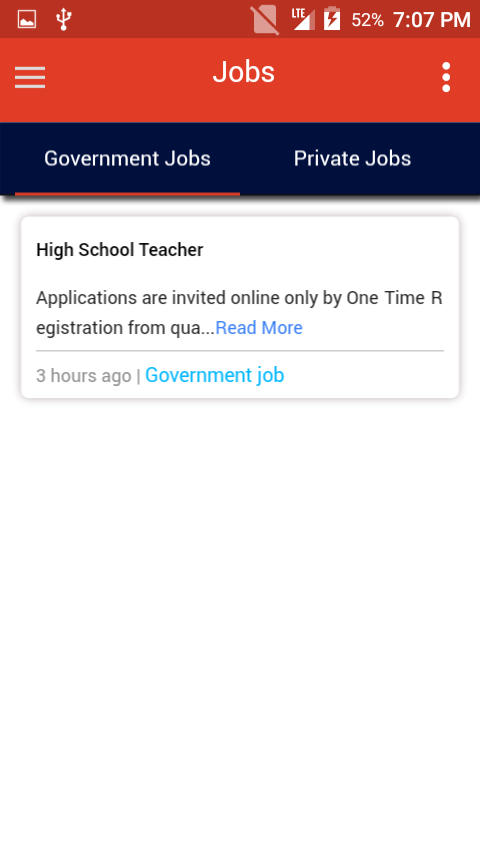 LTE 52% 7:07 PM
Jobs
Government Jobs Private Jobs
High School Teacher
Applications are invited online only by One Time R
egistration from qua...Read More
3 hours ago | Government job